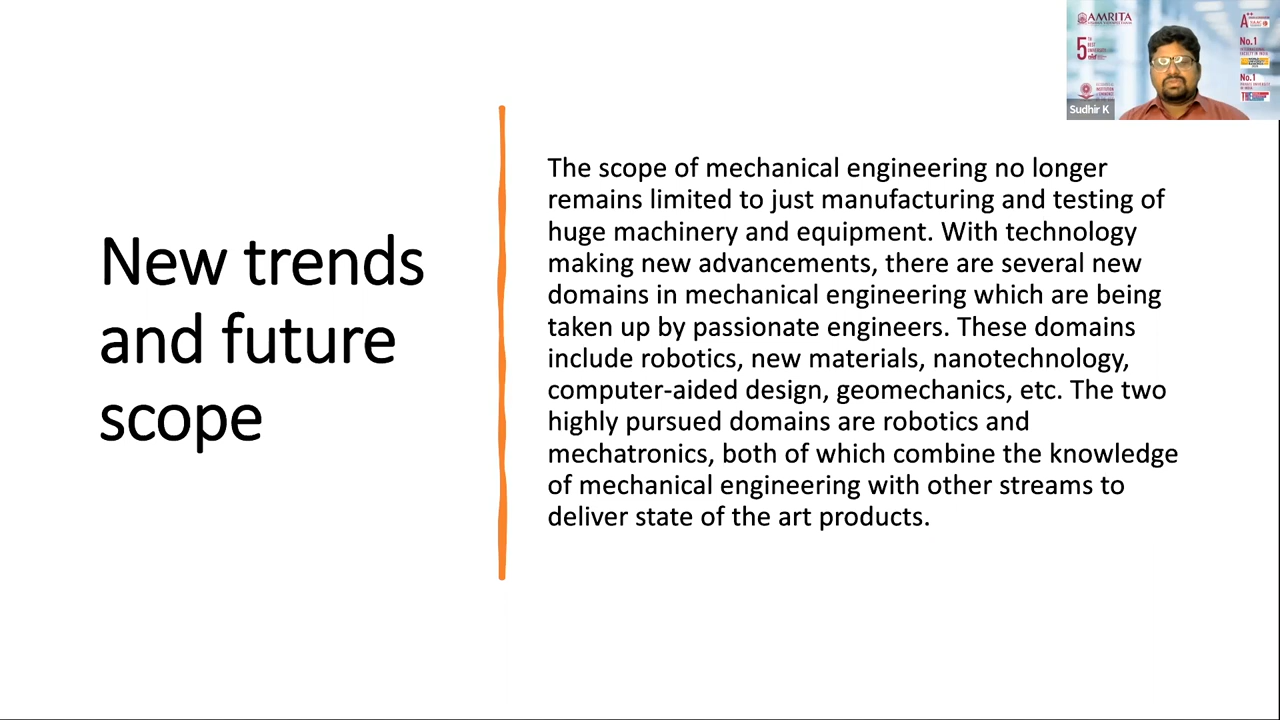 New trends
and future
scope
The scope of mechanical engineering no longer
remains limited to just manufacturing and testing of
huge machinery and equipment. With technology
making new advancements, there are several new
domains in mechanical engineering which are being
taken up by passionate engineers. These domains
include robotics, new materials, nanotechnology,
computer-aided design, geomechanics, etc. The two
highly pursued domains are robotics and
mechatronics, both of which combine the knowledge
of mechanical engineering with other streams to
deliver state of the art products.
AMRITA
5
A++
No.1
No.1
Sudhir K